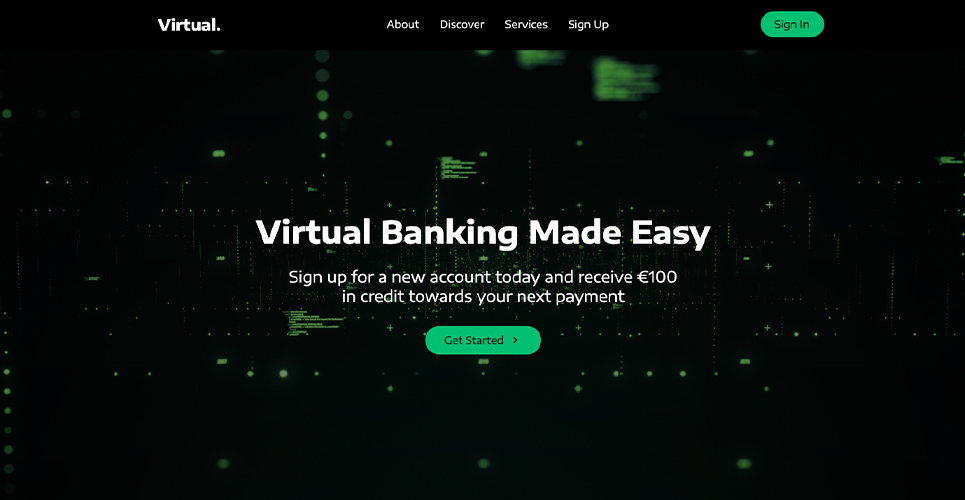 Virtual.
About
Discover
Services
Sign Up
Sign In
Virtual Banking Made Easy
Sign up for a new account today and receive €100
in credit towards your next payment
Get Started